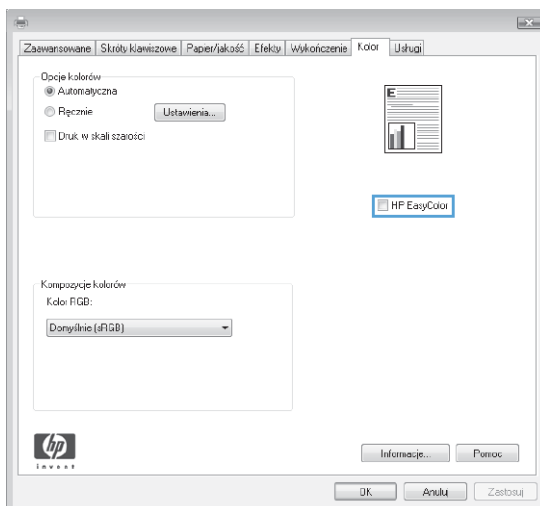 Zaawansowane Skróty klawiszowe Papier/jakość Efekty Wykończenie Kolor Usługi
Opcje kolorów
Automatyczna
Ręcznie
Ustawienia...
Druk w skali szarości
E
HP EasyColor
Kompozycje kolorów
Kolor RGB:
Domyślnie (sRGB)
hp
invent
Informacje... Pomoc
OK Anuluj Zastosuj